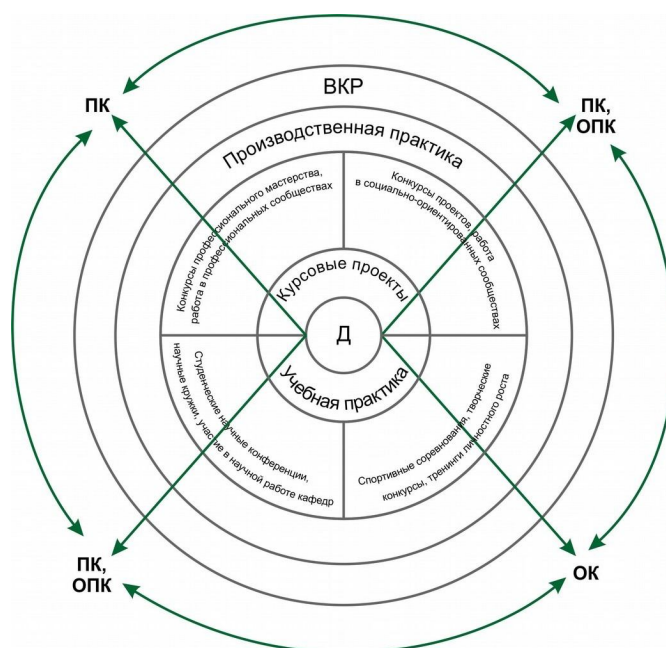 ПК
ВКР
ПК,
ОПК
Производственная практика
Конкурсы профессионального мастерства,
работа в профессиональных сообществах
Конкурсы проектов, работа
в социально-ориентированных сообществах
Курсовые проекты
Д
Учебная практика
Студенческие научные конференции,
научные кружки, участие в научной работе кафедр
Спортивные соревнования, творческие
конкурсы, тренинги личностного роста
ПК,
ОПК
ОК